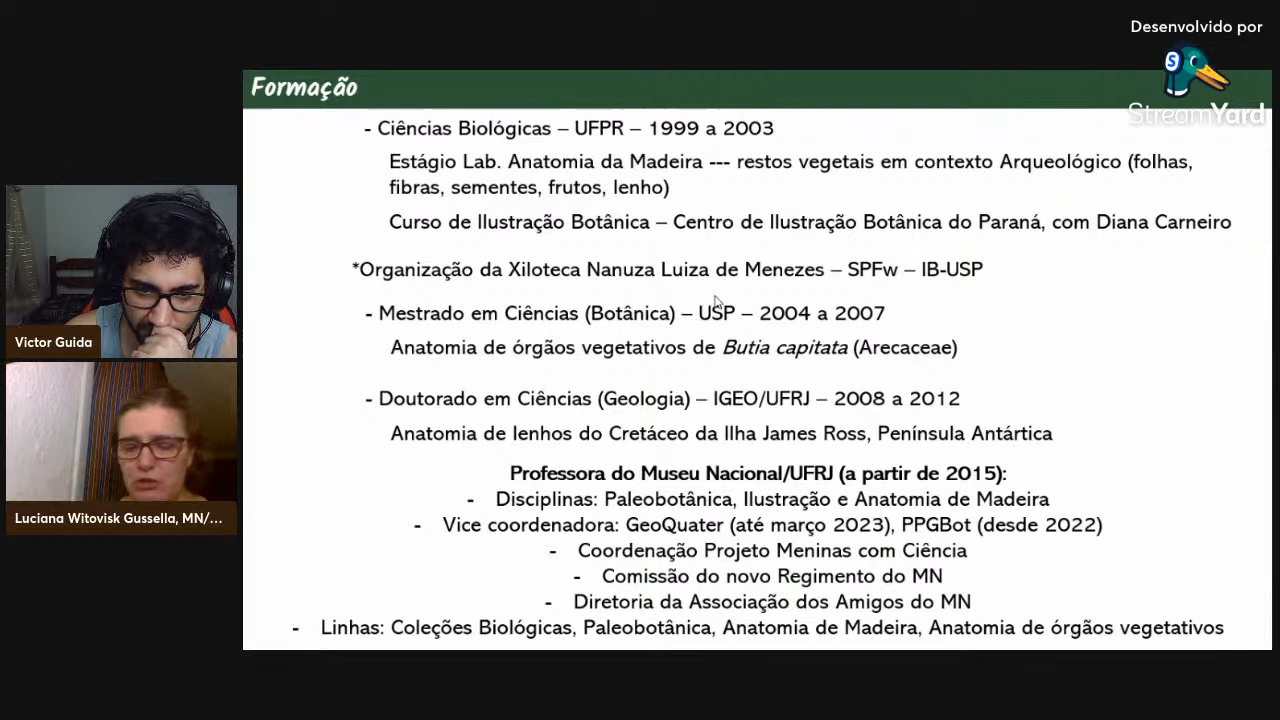 Desenvolvido por
S
StreamYard
Formação
- Ciências Biológicas – UFPR – 1999 a 2003
Estágio Lab. Anatomia da Madeira --- restos vegetais em contexto Arqueológico (folhas,
fibras, sementes, frutos, lenho)
Curso de Ilustração Botânica – Centro de Ilustração Botânica do Paraná, com Diana Carneiro
*Organização da Xiloteca Nanuza Luiza de Menezes – SPFw – IB-USP
- Mestrado em Ciências (Botânica) – USP – 2004 a 2007
Anatomia de órgãos vegetativos de Butia capitata (Arecaceae)
- Doutorado em Ciências (Geologia) – IGEO/UFRJ – 2008 a 2012
Anatomia de lenhos do Cretáceo da Ilha James Ross, Península Antártica
Professora do Museu Nacional/UFRJ (a partir de 2015):
- Disciplinas: Paleobotânica, Ilustração e Anatomia de Madeira
- Vice coordenadora: GeoQuater (até março 2023), PPGBot (desde 2022)
- Coordenação Projeto Meninas com Ciência
- Comissão do novo Regimento do MN
- Diretoria da Associação dos Amigos do MN
- Linhas: Coleções Biológicas, Paleobotânica, Anatomia de Madeira, Anatomia de órgãos vegetativos
Victor Guida
Luciana Witovisk Gussella, MN/...